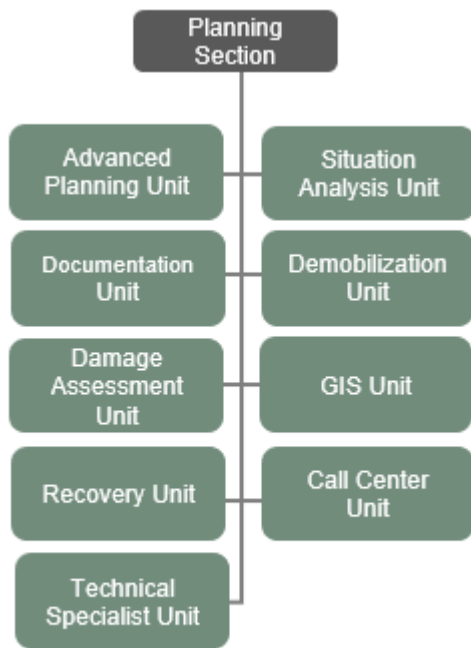 Planning
Section
Advanced
Planning Unit
Situation
Analysis Unit
Documentation
Unit
Demobilization
Unit
Damage
Assessment
Unit
GIS Unit
Recovery Unit
Call Center
Unit
Technical
Specialist Unit